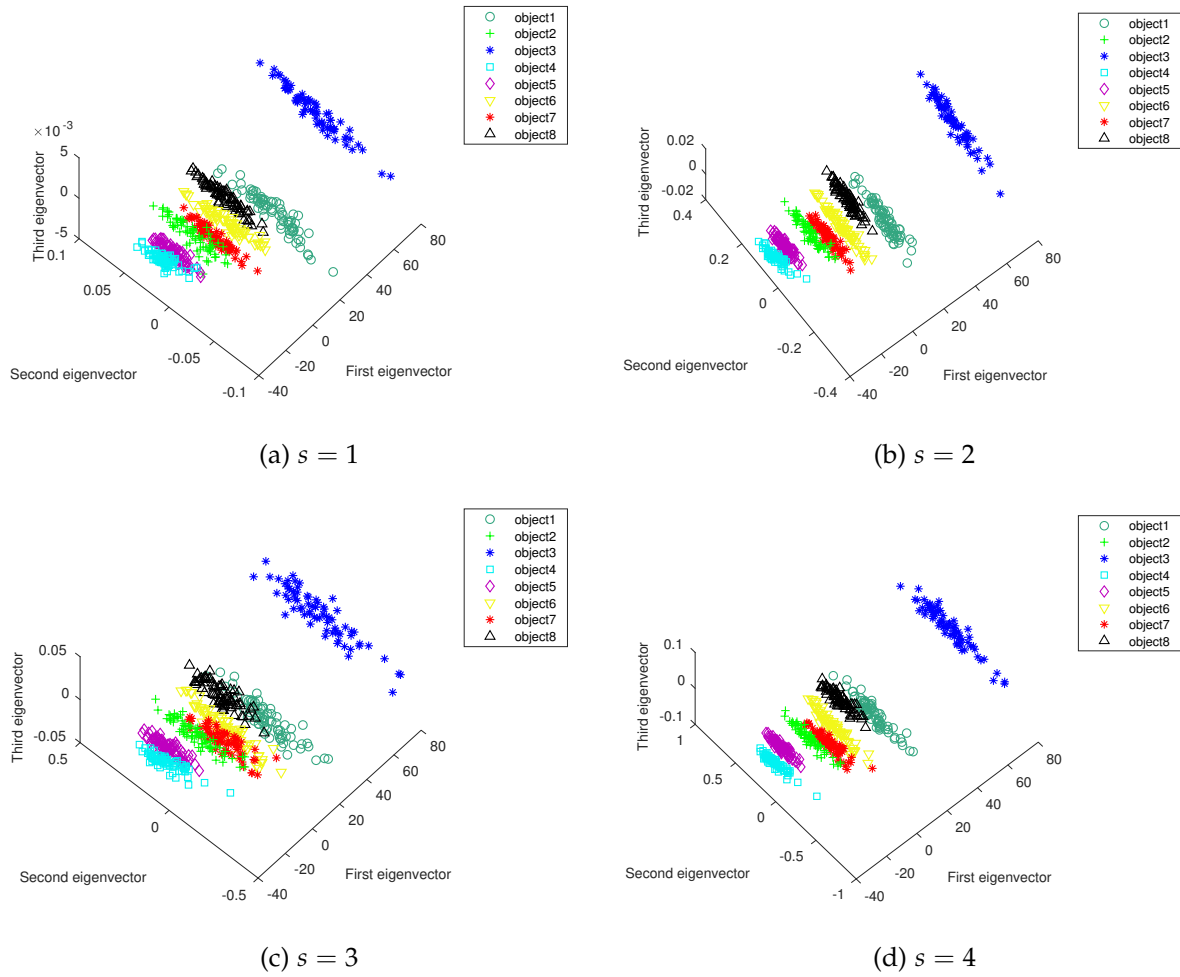 object1
object2
object3
object4
object5
object6
object7
object8
× 10-3
5
0
-5
Third eigenvector
0.1
0.05
0
-0.05
-0.1
Second eigenvector
-40
-20
0
20
40
60
80
First eigenvector
(a) s = 1
object1
object2
object3
object4
object5
object6
object7
object8
0.02
0
-0.02
Third eigenvector
0.4
0.2
0
-0.2
-0.4
Second eigenvector
-40
-20
0
20
40
60
80
First eigenvector
(b) s = 2
object1
object2
object3
object4
object5
object6
object7
object8
0.05
0
-0.05
Third eigenvector
0.5
0
-0.5
Second eigenvector
-40
-20
0
20
40
60
80
First eigenvector
(c) s = 3
object1
object2
object3
object4
object5
object6
object7
object8
0.1
0
-0.1
Third eigenvector
1
0.5
0
-0.5
-1
Second eigenvector
-40
-20
0
20
40
60
80
First eigenvector
(d) s = 4